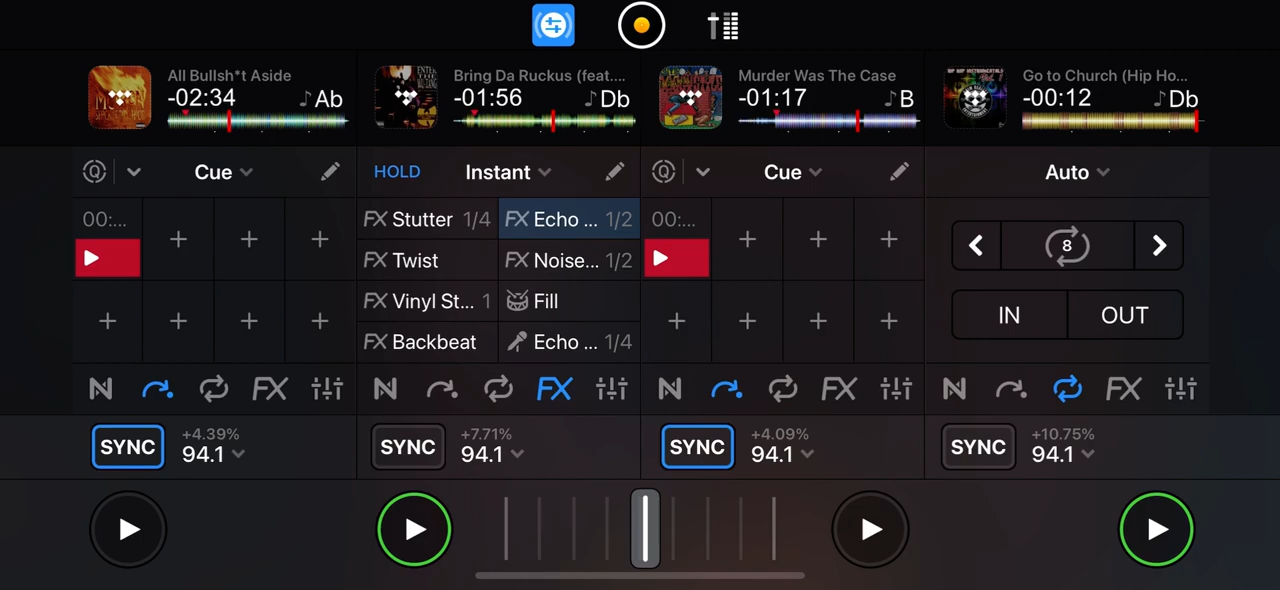 All Bullsh*t Aside
-02:34
Ab
Bring Da Ruckus (feat....
-01:56
Db
Murder Was The Case
-01:17
B
Go to Church (Hip Ho...
-00:12
Db
Q
Cue
HOLD
Instant
Q
Cue
Auto
00:...
FX Stutter 1/4
FX Echo ... 1/2
FX Twist
FX Noise... 1/2
FX Vinyl St... 1
Fill
FX Backbeat
Echo ... 1/4
00:...
8
IN
OUT
N
FX
N
FX
N
FX
N
FX
SYNC
+4.39%
94.1
SYNC
+7.71%
94.1
SYNC
+4.09%
94.1
SYNC
+10.75%
94.1